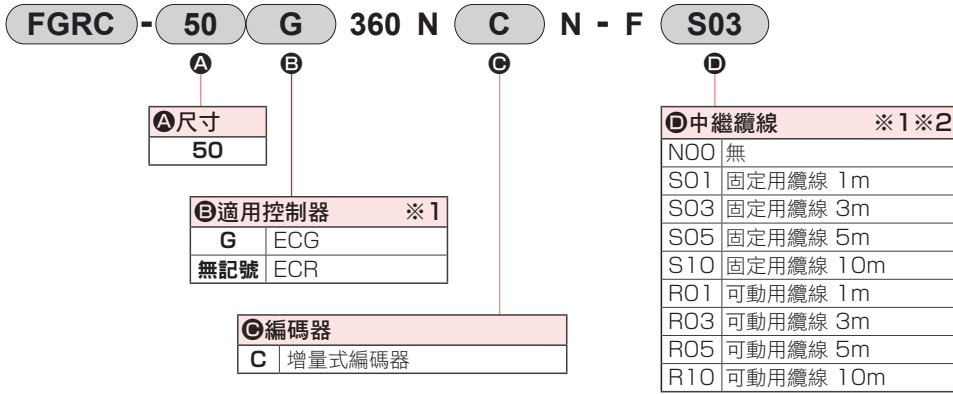 FGRC - 50 G 360 N C N - F S03
Ⓐ Ⓑ Ⓒ Ⓓ
Ⓐ尺寸
50
Ⓑ適用控制器 ※1
G ECG
無記號 ECR
Ⓒ編碼器
C 增量式編碼器
Ⓓ中繼纜線 ※1※2
N00 無
S01 固定用纜線 1m
S03 固定用纜線 3m
S05 固定用纜線 5m
S10 固定用纜線 10m
R01 可動用纜線 1m
R03 可動用纜線 3m
R05 可動用纜線 5m
R10 可動用纜線 10m